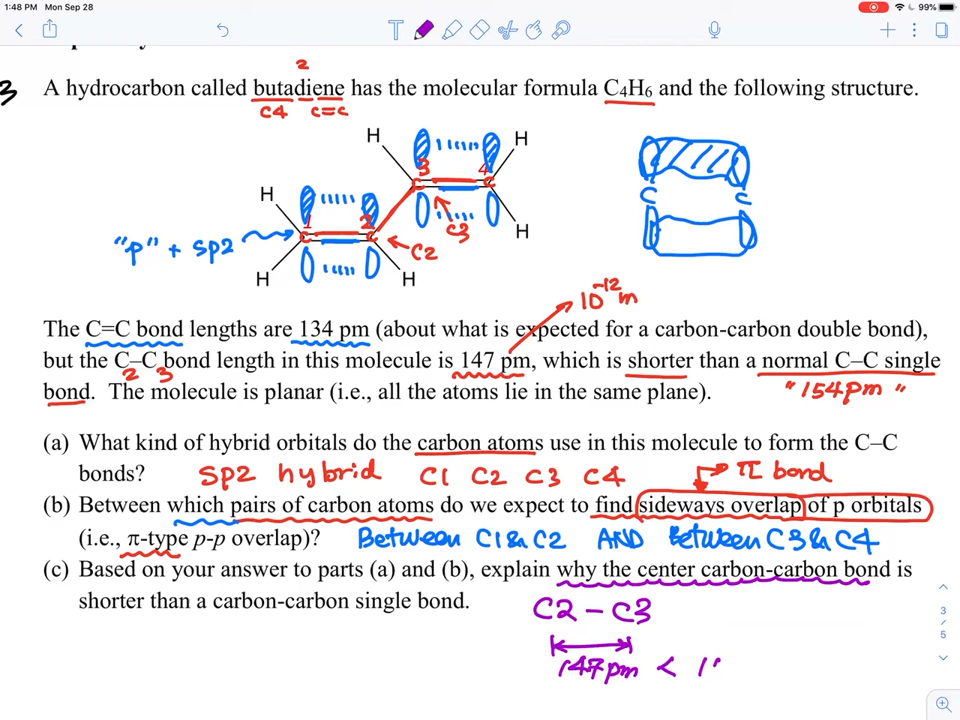 1:48 PM Mon Sep 28
99%
3 A hydrocarbon called butadiene has the molecular formula C4H6 and the following structure.
2
C4 C=C
H H
3 4
C C
H
1 2
C C
C3
C2
H
H H
"p" + sp2
C C
10-12 m
The C=C bond lengths are 134 pm (about what is expected for a carbon-carbon double bond),
but the C–C bond length in this molecule is 147 pm, which is shorter than a normal C–C single
2 3
bond. The molecule is planar (i.e., all the atoms lie in the same plane).
"154pm"
(a) What kind of hybrid orbitals do the carbon atoms use in this molecule to form the C–C
bonds?
sp2 hybrid C1 C2 C3 C4
π bond
(b) Between which pairs of carbon atoms do we expect to find sideways overlap of p orbitals
(i.e., π-type p-p overlap)?
Between C1 & C2 AND Between C3 & C4
(c) Based on your answer to parts (a) and (b), explain why the center carbon-carbon bond is
shorter than a carbon-carbon single bond.
C2 – C3
147pm <
3
/
5